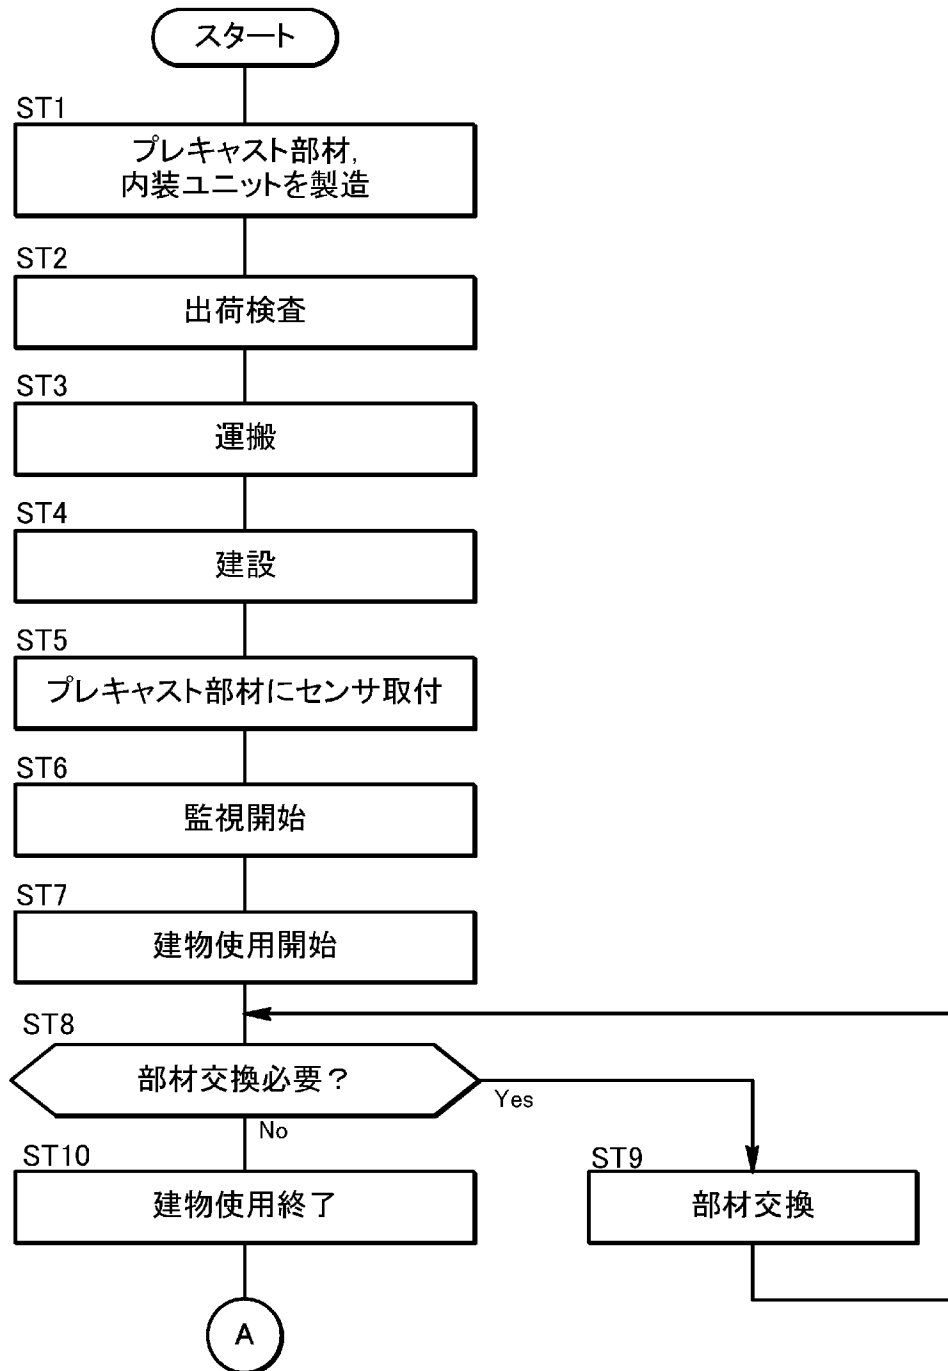 スタート
ST1
プレキャスト部材,
内装ユニットを製造
ST2
出荷検査
ST3
運搬
ST4
建設
ST5
プレキャスト部材にセンサ取付
ST6
監視開始
ST7
建物使用開始
ST8
部材交換必要？
Yes
No
ST10
建物使用終了
ST9
部材交換
A